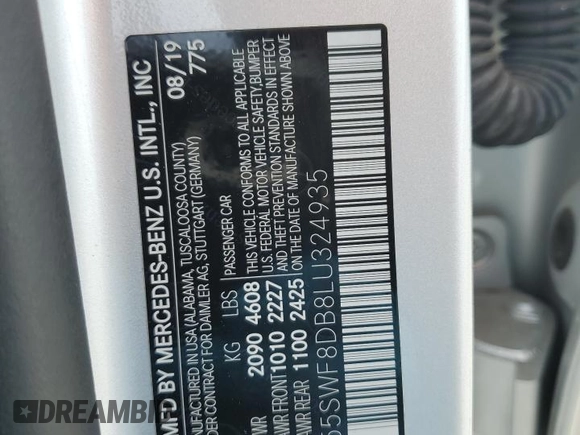 MFD BY MERCEDES-BENZ U.S. INTL., INC
MANUFACTURED IN USA (ALABAMA, TUSCALOOSA COUNTY)
UNDER CONTRACT FOR DAIMLER AG, STUTTGART (GERMANY)
08/19
775
PASSENGER CAR
KG LBS
GVWR 2090 4608
GAWR FRONT 1010 2227
GAWR REAR 1100 2425
THIS VEHICLE CONFORMS TO ALL APPLICABLE
U.S. FEDERAL MOTOR VEHICLE SAFETY,BUMPER
AND THEFT PREVENTION STANDARDS IN EFFECT
ON THE DATE OF MANUFACTURE SHOWN ABOVE
55SWF8DB8LU324935
STATCARFAX